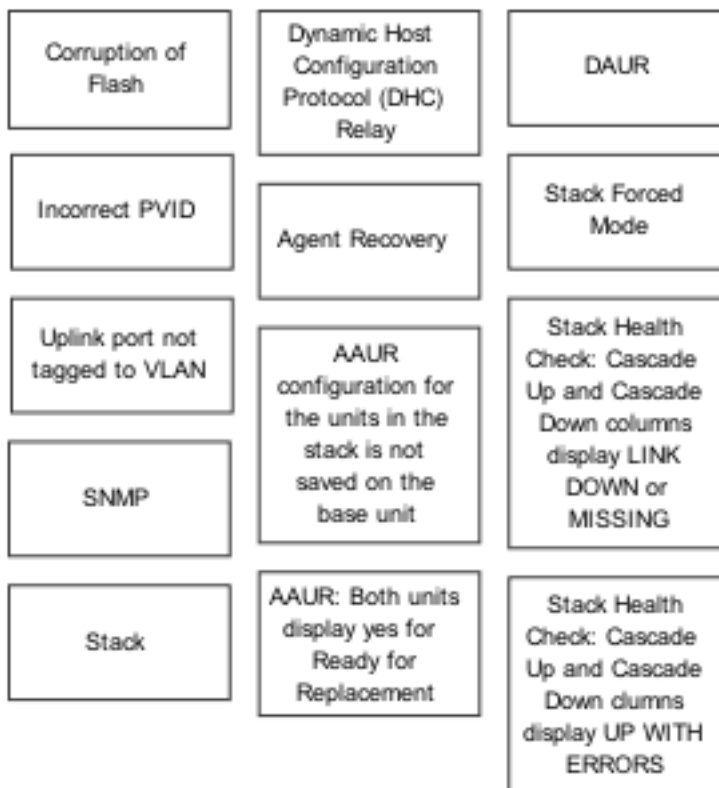 Corruption of
Flash
Incorrect PVID
Uplink port not
tagged to VLAN
SNMP
Stack
Dynamic Host
Configuration
Protocol (DHC)
Relay
Agent Recovery
AAUR
configuration for
the units in the
stack is not
saved on the
base unit
AAUR: Both units
display yes for
Ready for
Replacement
DAUR
Stack Forced
Mode
Stack Health
Check: Cascade
Up and Cascade
Down columns
display LINK
DOWN or
MISSING
Stack Health
Check: Cascade
Up and Cascade
Down clumns
display UP WITH
ERRORS